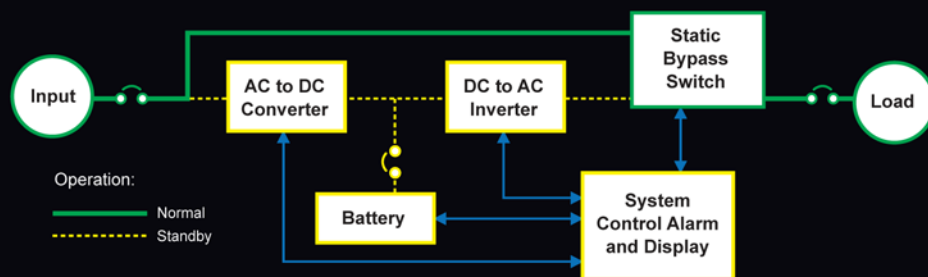 Static
Bypass
Switch
Input
AC to DC
Converter
DC to AC
Inverter
Load
Operation:
Normal
Standby
Battery
System
Control Alarm
and Display